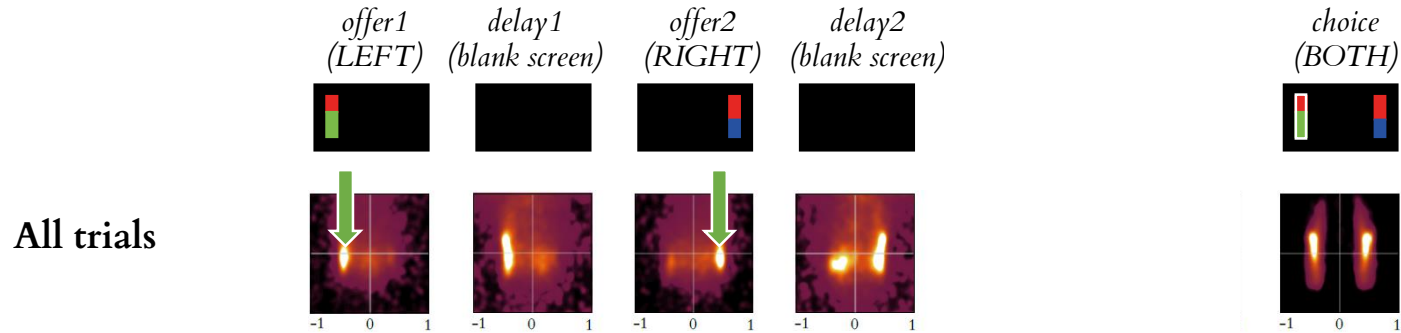 offer1 delay1 offer2 delay2 choice
(LEFT) (blank screen) (RIGHT) (blank screen) (BOTH)
All trials
-1 0 1 -1 0 1 -1 0 1 -1 0 1 -1 0 1